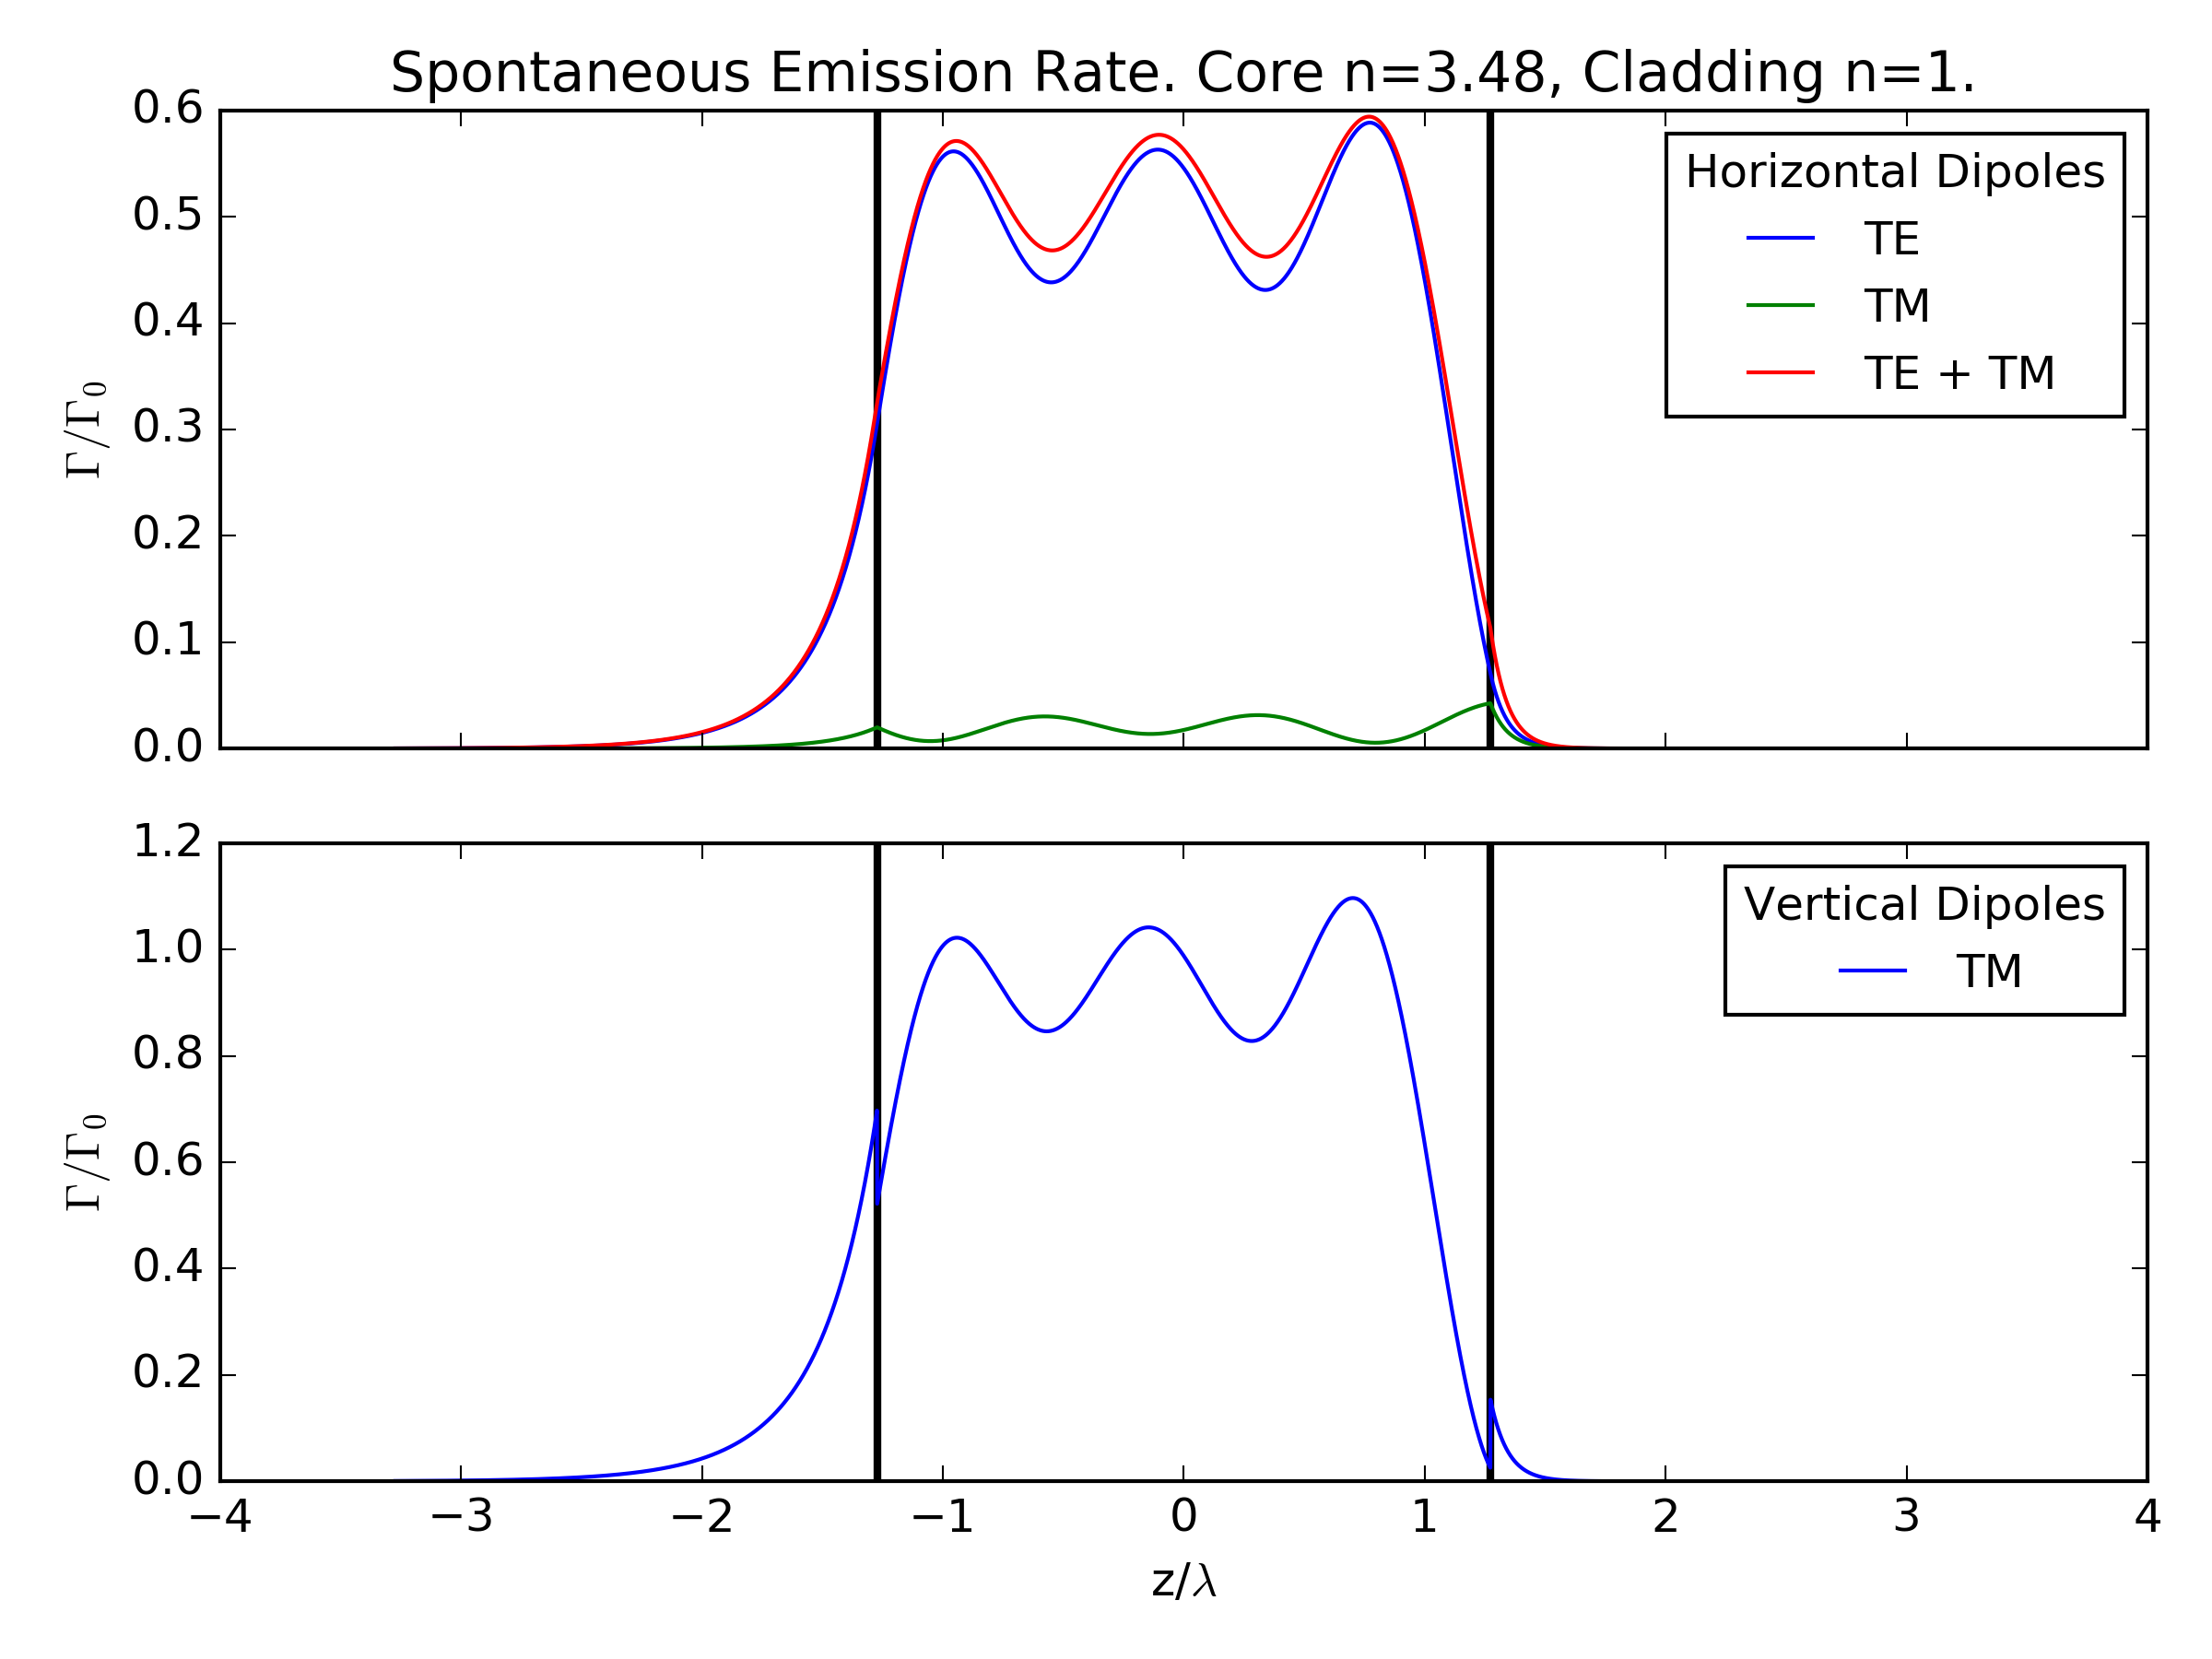 Spontaneous Emission Rate. Core n=3.48, Cladding n=1.
0.6
0.5
0.4
0.3
0.2
0.1
0.0
Γ/Γ₀
Horizontal Dipoles
TE
TM
TE + TM
1.2
1.0
0.8
0.6
0.4
0.2
0.0
Γ/Γ₀
Vertical Dipoles
TM
−4 −3 −2 −1 0 1 2 3 4
z/λ